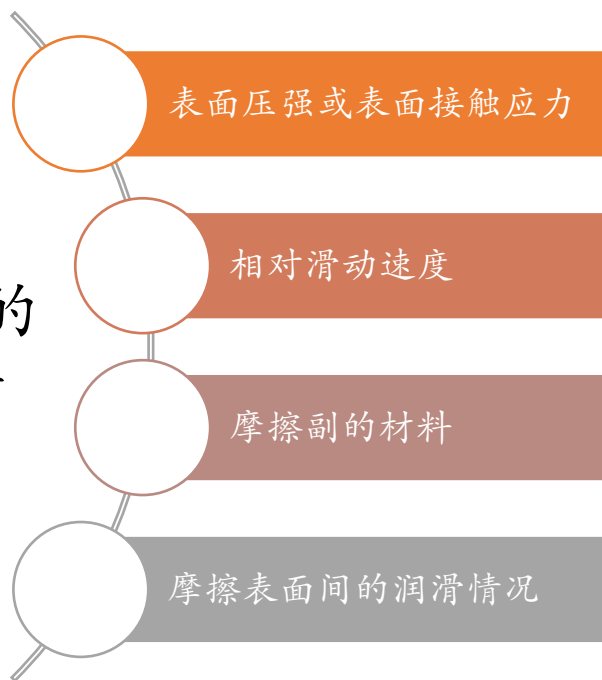 表面压强或表面接触应力
相对滑动速度
的
摩擦副的材料
摩擦表面间的润滑情况